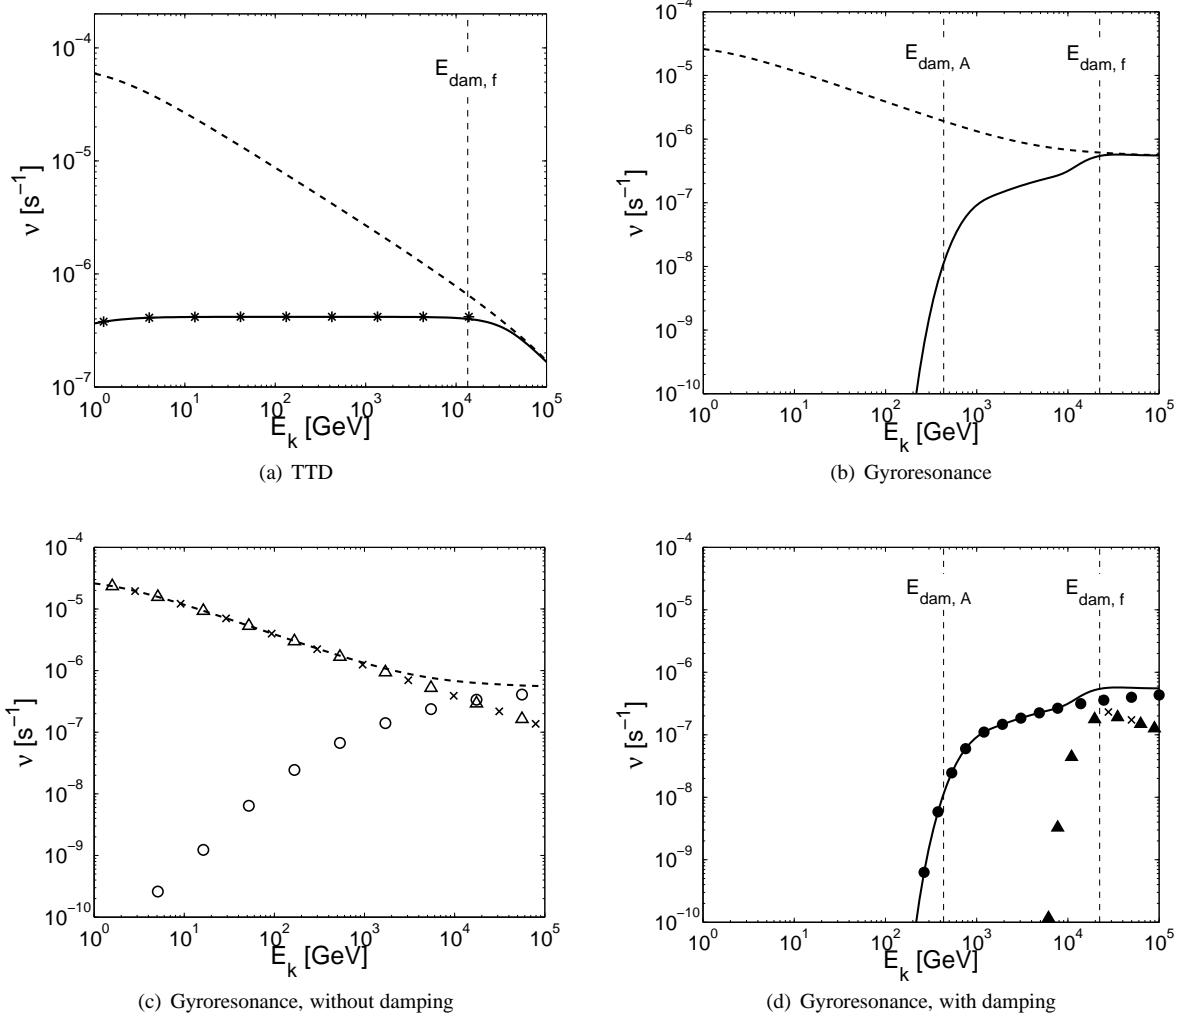 10^-4
10^-5
10^-6
10^-7
ν [s^-1]
E_dam, f
10^0 10^1 10^2 10^3 10^4 10^5
E_k [GeV]
(a) TTD
10^-4
10^-5
10^-6
10^-7
10^-8
10^-9
10^-10
ν [s^-1]
E_dam, A
E_dam, f
10^0 10^1 10^2 10^3 10^4 10^5
E_k [GeV]
(b) Gyroresonance
10^-4
10^-5
10^-6
10^-7
10^-8
10^-9
10^-10
ν [s^-1]
10^0 10^1 10^2 10^3 10^4 10^5
E_k [GeV]
(c) Gyroresonance, without damping
10^-4
10^-5
10^-6
10^-7
10^-8
10^-9
10^-10
ν [s^-1]
E_dam, A
E_dam, f
10^0 10^1 10^2 10^3 10^4 10^5
E_k [GeV]
(d) Gyroresonance, with damping